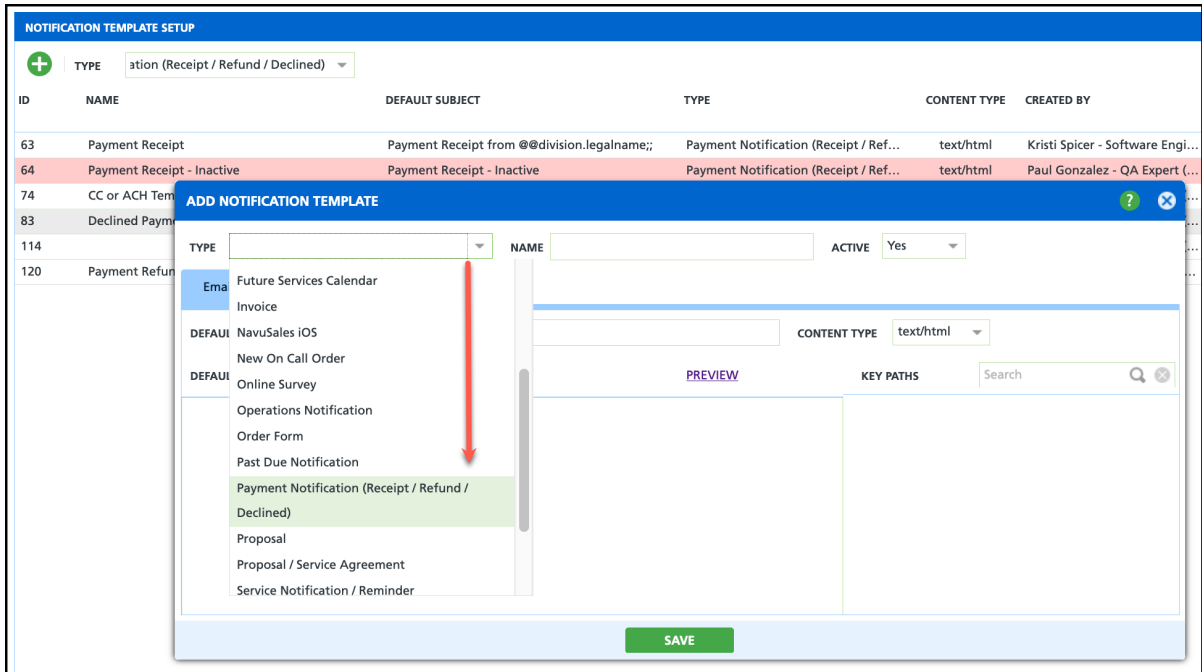 NOTIFICATION TEMPLATE SETUP
TYPE ation (Receipt / Refund / Declined)
ID NAME DEFAULT SUBJECT TYPE CONTENT TYPE CREATED BY
63 Payment Receipt Payment Receipt from @@division.legalname;; Payment Notification (Receipt / Ref... text/html Kristi Spicer - Software Engi...
64 Payment Receipt - Inactive Payment Receipt - Inactive Payment Notification (Receipt / Ref... text/html Paul Gonzalez - QA Expert (...
74 CC or ACH Tem
83 Declined Payme
114
120 Payment Refun
ADD NOTIFICATION TEMPLATE ?
TYPE NAME ACTIVE Yes
Emai
Future Services Calendar
Invoice
DEFAUL NavuSales iOS CONTENT TYPE text/html
New On Call Order
DEFAUL Online Survey PREVIEW KEY PATHS Search
Operations Notification
Order Form
Past Due Notification
Payment Notification (Receipt / Refund /
Declined)
Proposal
Proposal / Service Agreement
Service Notification / Reminder
SAVE